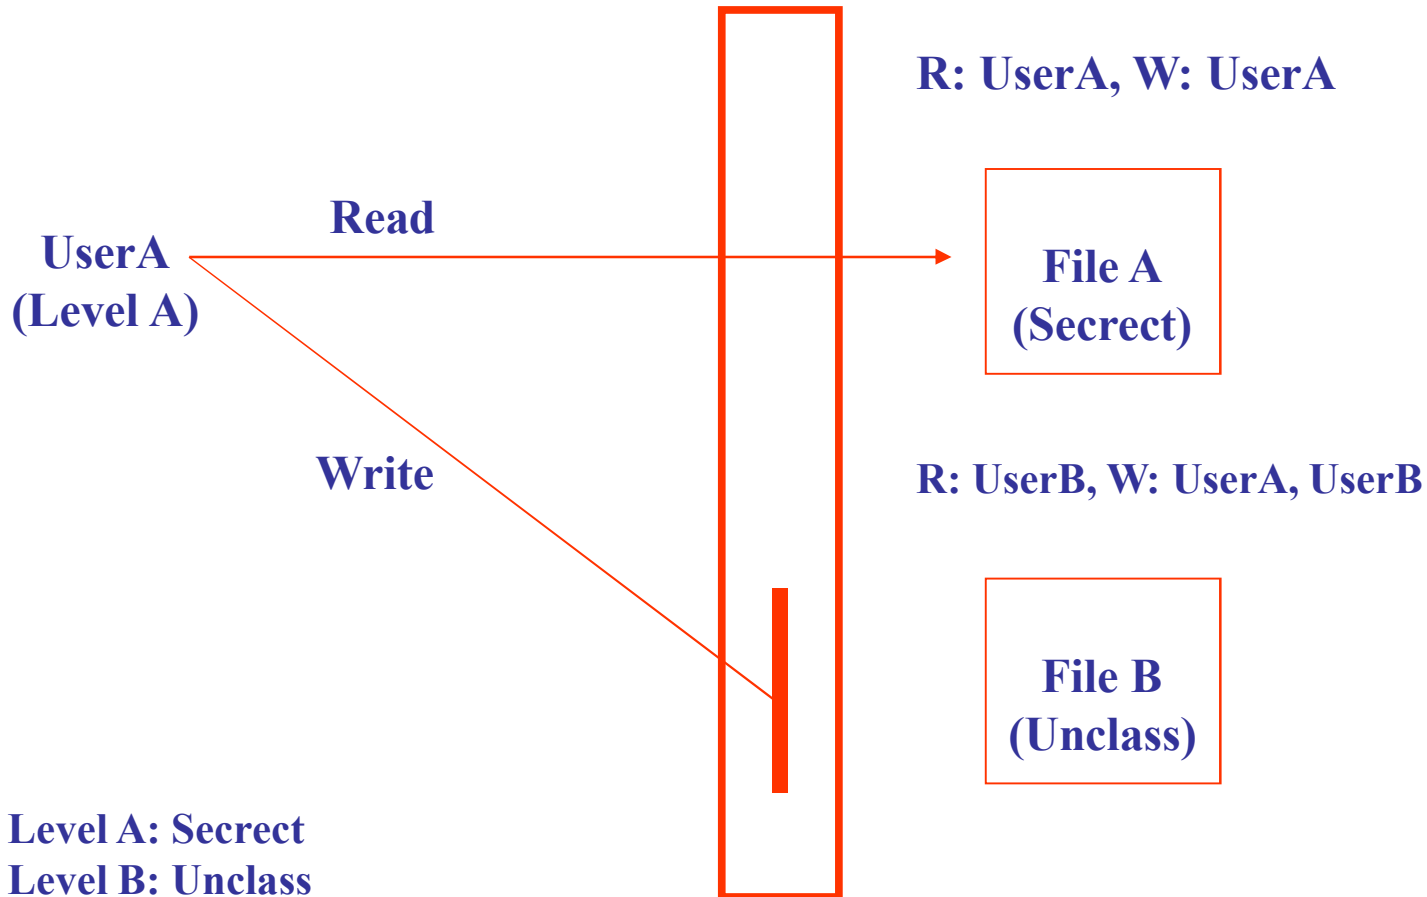 R: UserA, W: UserA
Read
UserA
(Level A)
File A
(Secrect)
Write
R: UserB, W: UserA, UserB
File B
(Unclass)
Level A: Secrect
Level B: Unclass